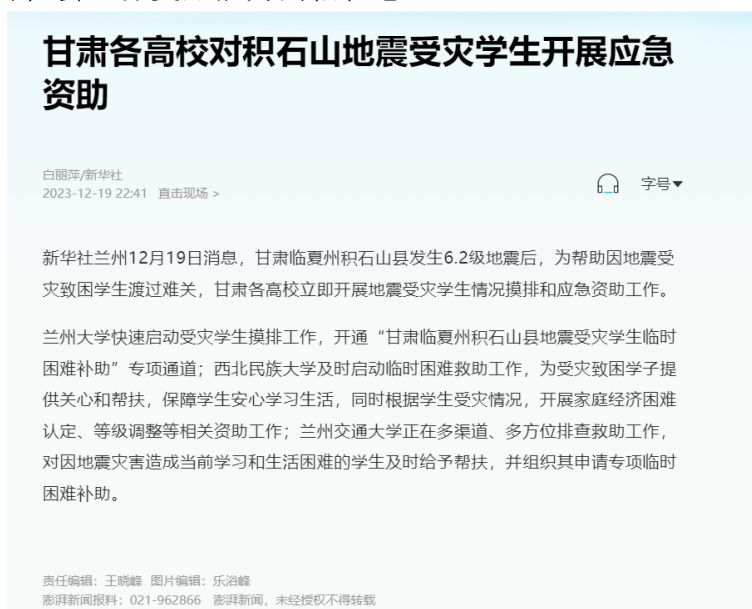 甘肃各高校对积石山地震受灾学生开展应急
资助
白丽萍/新华社
2023-12-19 22:41 直击现场 >
字号▼
新华社兰州12月19日消息，甘肃临夏州积石山县发生6.2级地震后，为帮助因地震受
灾致困学生渡过难关，甘肃各高校立即开展地震受灾学生情况摸排和应急资助工作。
兰州大学快速启动受灾学生摸排工作，开通“甘肃临夏州积石山县地震受灾学生临时
困难补助”专项通道；西北民族大学及时启动临时困难救助工作，为受灾致困学子提
供关心和帮扶，保障学生安心学习生活，同时根据学生受灾情况，开展家庭经济困难
认定、等级调整等相关资助工作；兰州交通大学正在多渠道、多方位排查救助工作，
对因地震灾害造成当前学习和生活困难的学生及时给予帮扶，并组织其申请专项临时
困难补助。
责任编辑：王晓峰 图片编辑：乐浴峰
澎湃新闻报料：021-962866 澎湃新闻，未经授权不得转载